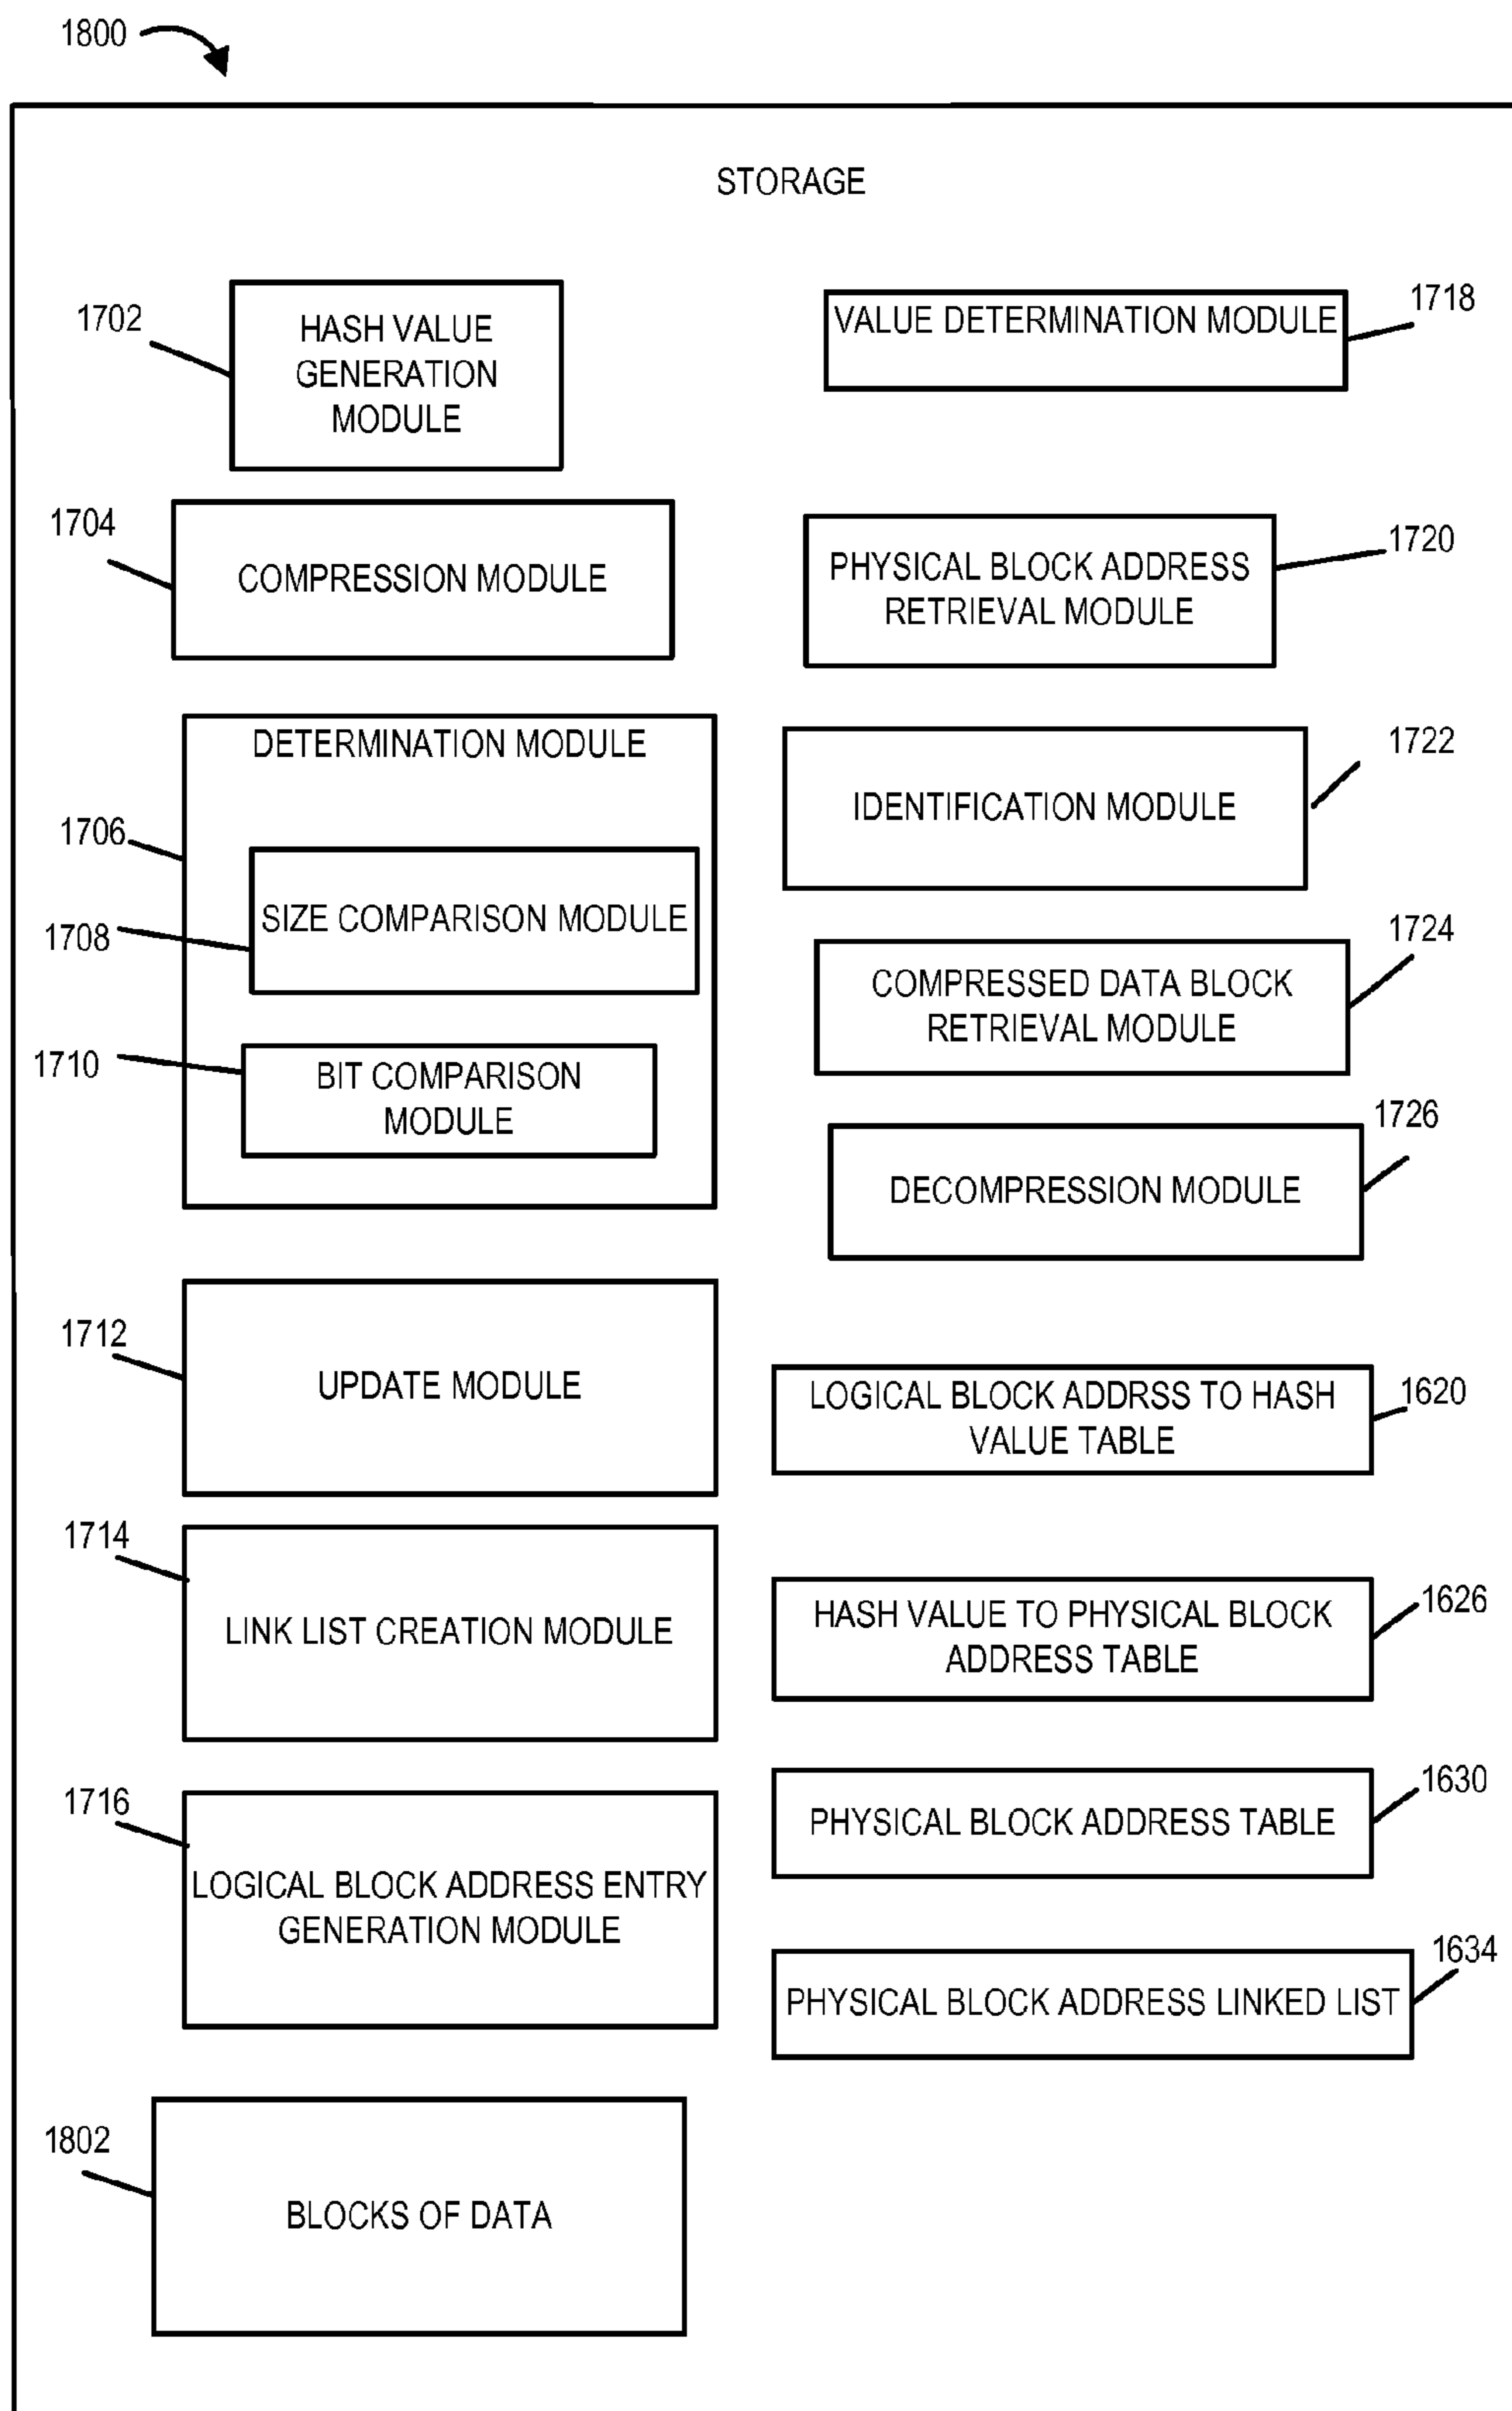 1800
STORAGE
1702
HASH VALUE
GENERATION
MODULE
1704
COMPRESSION MODULE
DETERMINATION MODULE
1706
SIZE COMPARISON MODULE
1708
1710
BIT COMPARISON
MODULE
1712
UPDATE MODULE
1714
LINK LIST CREATION MODULE
1716
LOGICAL BLOCK ADDRESS ENTRY
GENERATION MODULE
1802
BLOCKS OF DATA
VALUE DETERMINATION MODULE
1718
PHYSICAL BLOCK ADDRESS
RETRIEVAL MODULE
1720
IDENTIFICATION MODULE
1722
COMPRESSED DATA BLOCK
RETRIEVAL MODULE
1724
DECOMPRESSION MODULE
1726
LOGICAL BLOCK ADDRSS TO HASH
VALUE TABLE
1620
HASH VALUE TO PHYSICAL BLOCK
ADDRESS TABLE
1626
PHYSICAL BLOCK ADDRESS TABLE
1630
PHYSICAL BLOCK ADDRESS LINKED LIST
1634